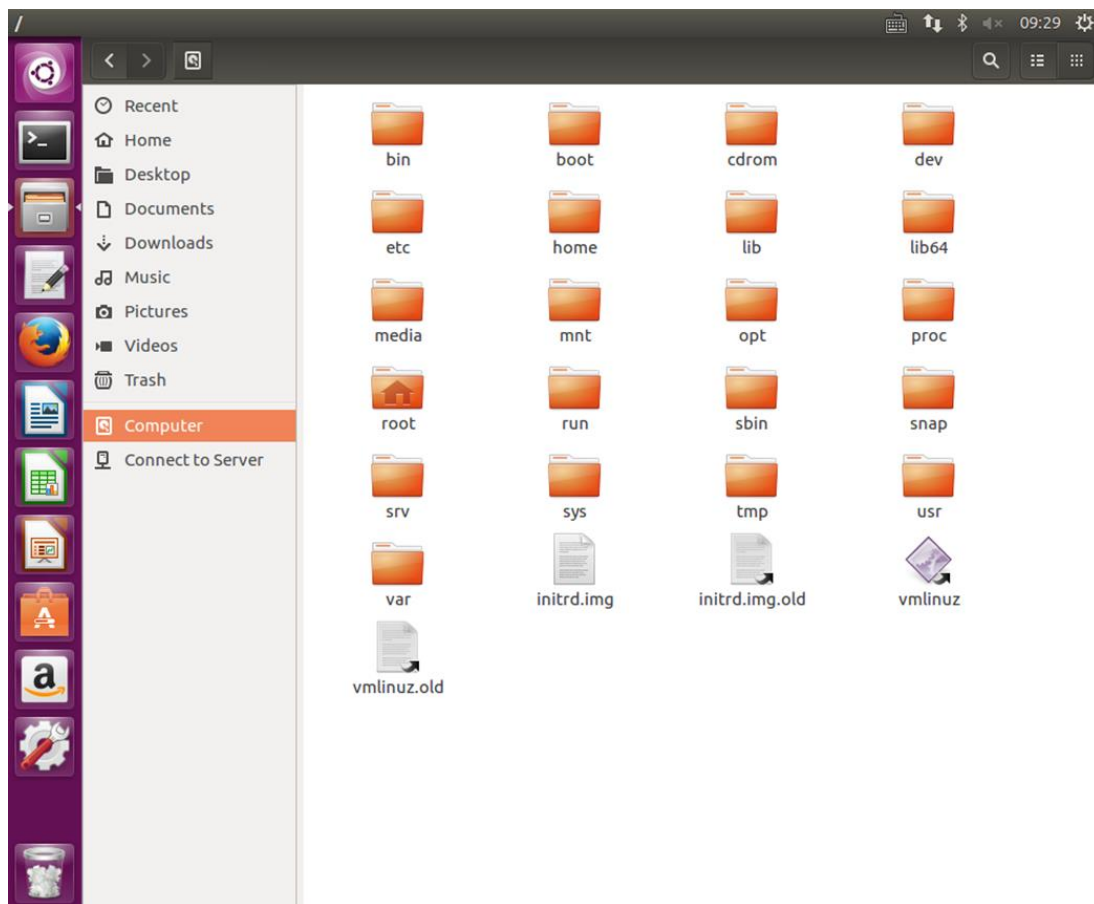 /
09:29
Recent
Home
Desktop
Documents
Downloads
Music
Pictures
Videos
Trash
Computer
Connect to Server
bin boot cdrom dev
etc home lib lib64
media mnt opt proc
root run sbin snap
srv sys tmp usr
var initrd.img initrd.img.old vmlinuz
vmlinuz.old
>_
A
a